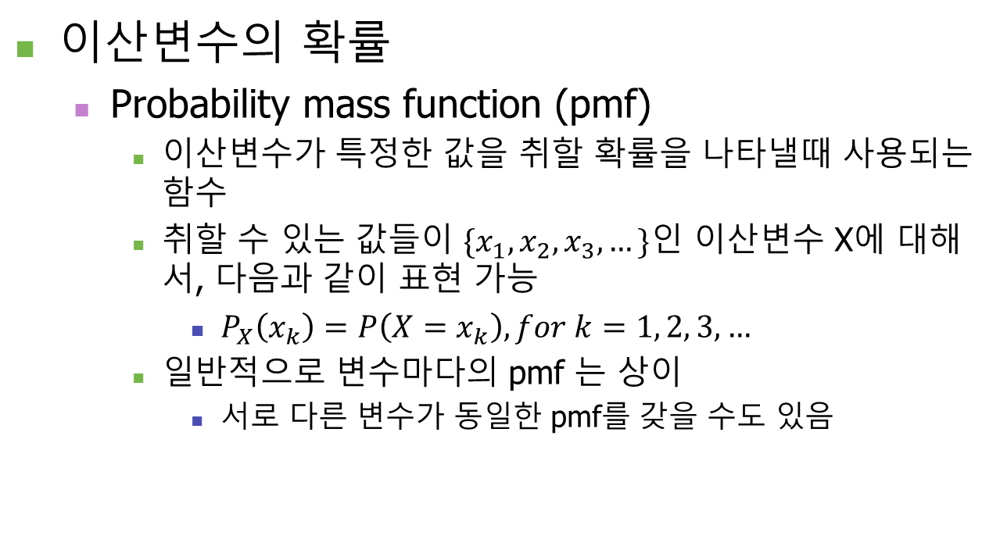 이산변수의 확률
Probability mass function (pmf)
이산변수가 특정한 값을 취할 확률을 나타낼때 사용되는
함수
취할 수 있는 값들이 {x₁, x₂, x₃, … }인 이산변수 X에 대해
서, 다음과 같이 표현 가능
P_X(x_k) = P(X = x_k), for k = 1, 2, 3, …
일반적으로 변수마다의 pmf 는 상이
서로 다른 변수가 동일한 pmf를 갖을 수도 있음